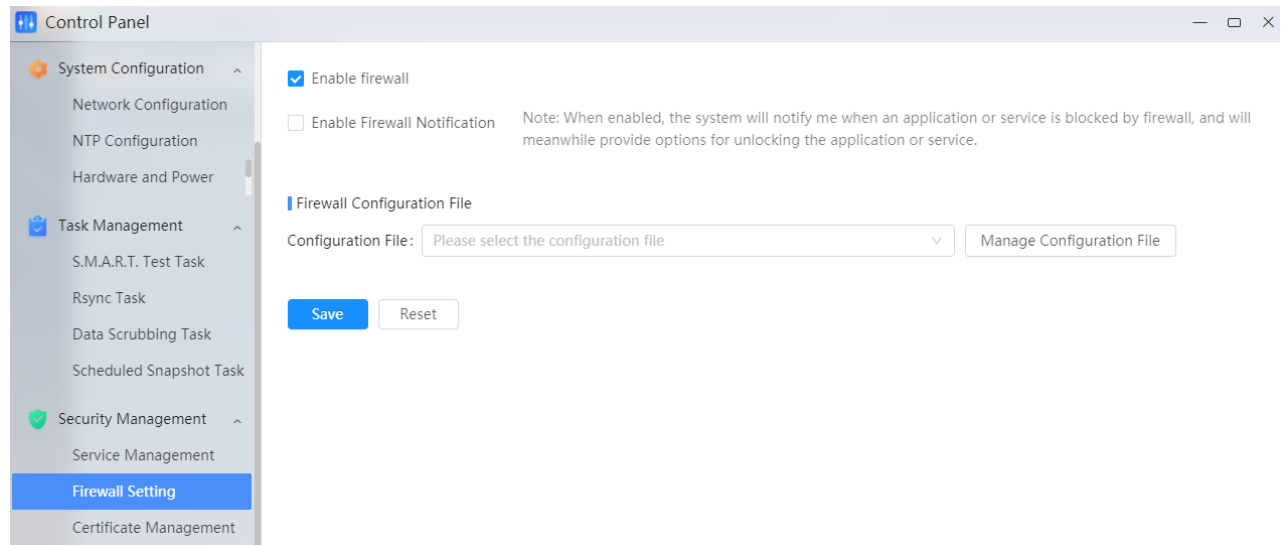 Control Panel
System Configuration
Network Configuration
NTP Configuration
Hardware and Power
Task Management
S.M.A.R.T. Test Task
Rsync Task
Data Scrubbing Task
Scheduled Snapshot Task
Security Management
Service Management
Firewall Setting
Certificate Management
Enable firewall
Enable Firewall Notification
Note: When enabled, the system will notify me when an application or service is blocked by firewall, and will
meanwhile provide options for unlocking the application or service.
Firewall Configuration File
Configuration File: Please select the configuration file
Manage Configuration File
Save
Reset